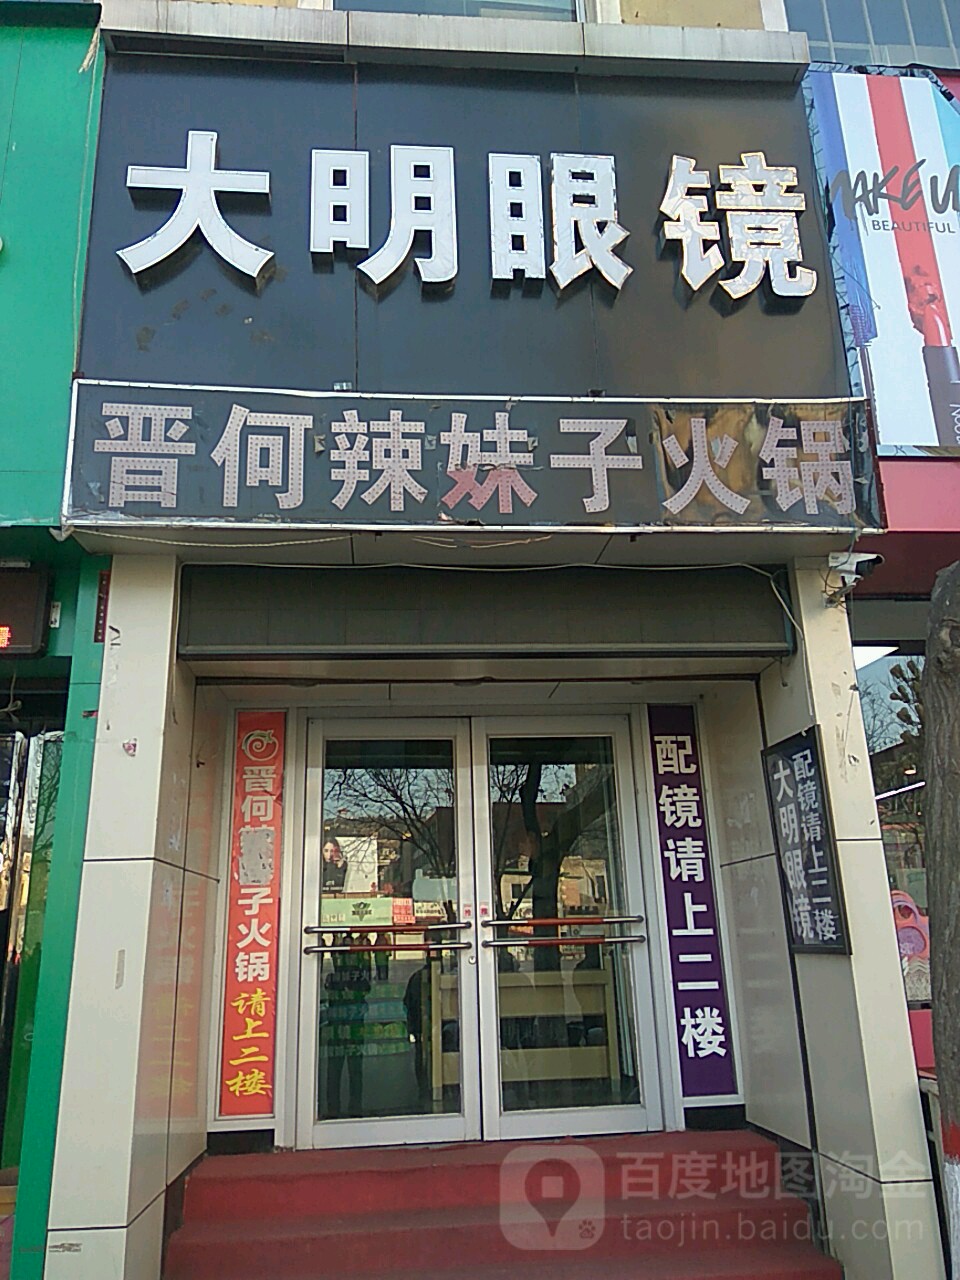 大明眼镜
MAKE U
BEAUTIFUL
晋何辣妹子火锅
晋何
子火锅
请上二楼
配镜请上二楼
配镜请上二楼
大明眼镜
百度地图淘金
taojin.baidu.com